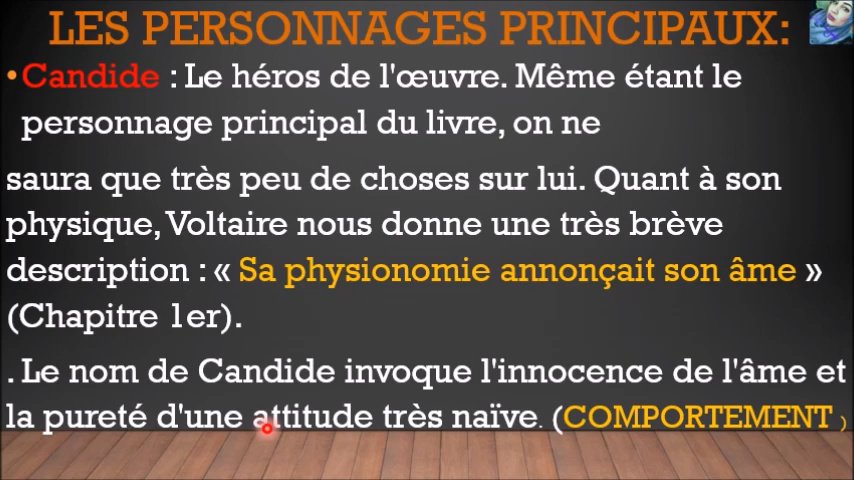 LES PERSONNAGES PRINCIPAUX:
•Candide : Le héros de l'œuvre. Même étant le
personnage principal du livre, on ne
saura que très peu de choses sur lui. Quant à son
physique, Voltaire nous donne une très brève
description : « Sa physionomie annonçait son âme »
(Chapitre 1er).
. Le nom de Candide invoque l'innocence de l'âme et
la pureté d'une attitude très naïve. (COMPORTEMENT )